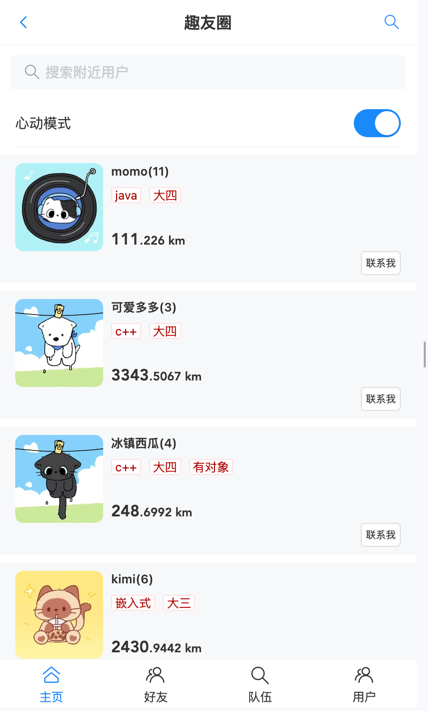 趣友圈
搜索附近用户
心动模式
momo(11)
java 大四
111.226 km
联系我
可爱多多(3)
c++ 大四
3343.5067 km
联系我
冰镇西瓜(4)
c++ 大四 有对象
248.6992 km
联系我
kimi(6)
嵌入式 大三
2430.9442 km
主页 好友 队伍 用户